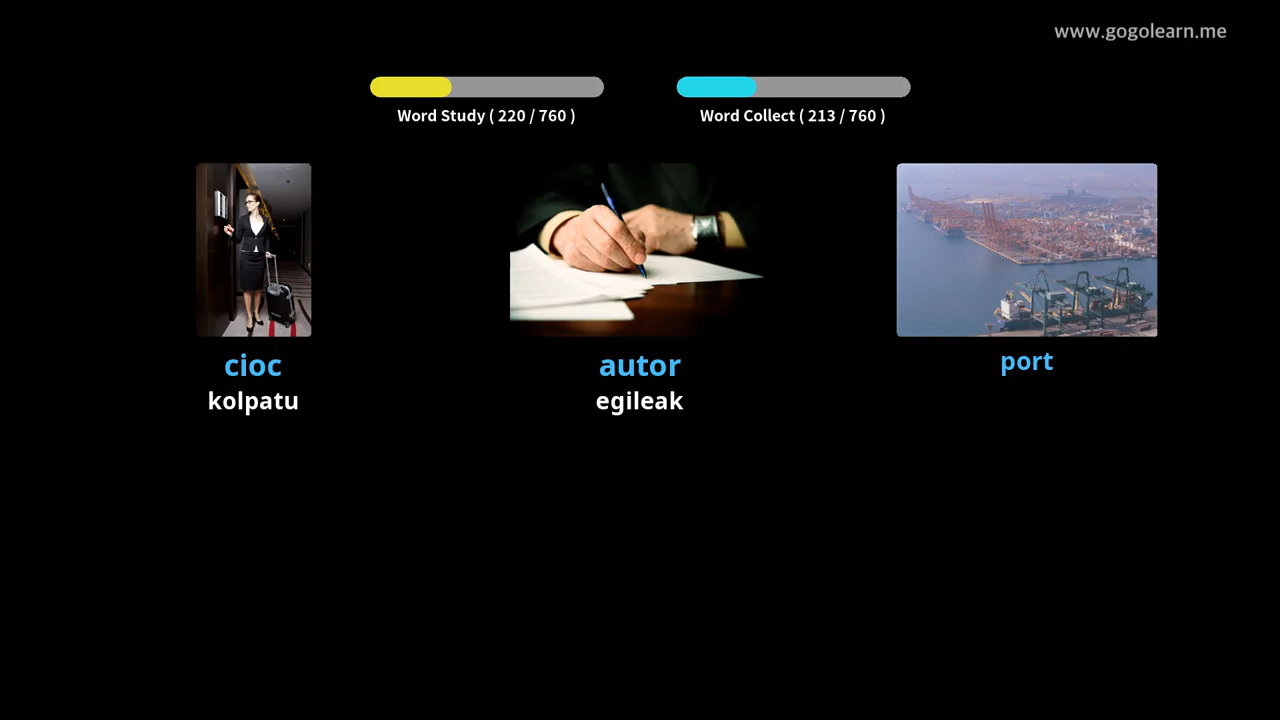 www.gogolearn.me
Word Study ( 220 / 760 )
Word Collect ( 213 / 760 )
cioc
kolpatu
autor
egileak
port